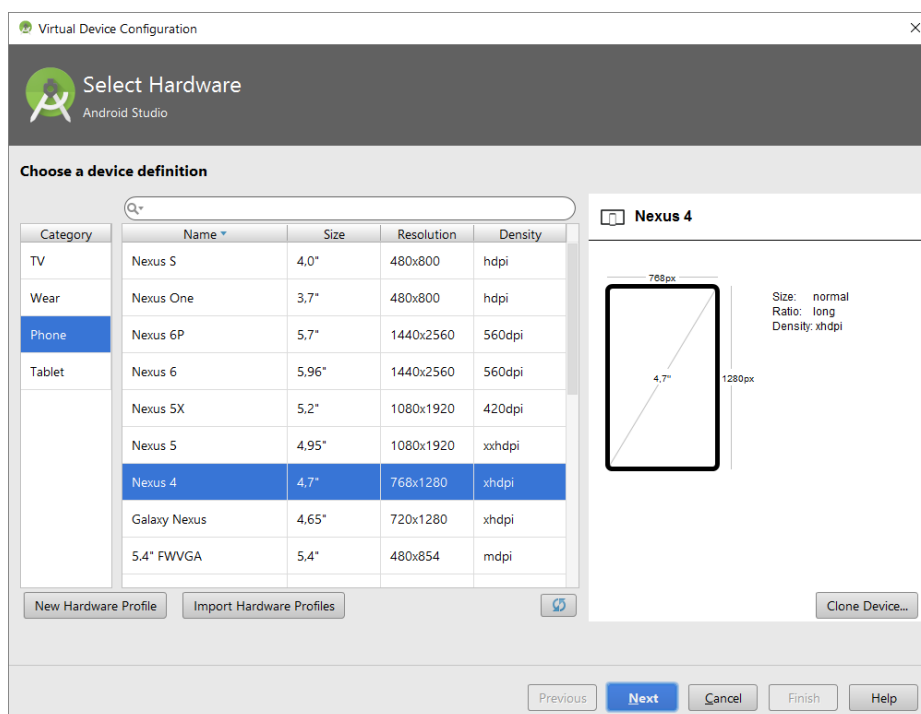 Virtual Device Configuration
Select Hardware
Android Studio
Choose a device definition
Category
TV
Wear
Phone
Tablet
Name Size Resolution Density
Nexus S 4,0" 480x800 hdpi
Nexus One 3,7" 480x800 hdpi
Nexus 6P 5,7" 1440x2560 560dpi
Nexus 6 5,96" 1440x2560 560dpi
Nexus 5X 5,2" 1080x1920 420dpi
Nexus 5 4,95" 1080x1920 xxhdpi
Nexus 4 4,7" 768x1280 xhdpi
Galaxy Nexus 4,65" 720x1280 xhdpi
5,4" FWVGA 5,4" 480x854 mdpi
New Hardware Profile Import Hardware Profiles
Nexus 4
768px
4,7"
1280px
Size: normal
Ratio: long
Density: xhdpi
Clone Device...
Previous Next Cancel Finish Help